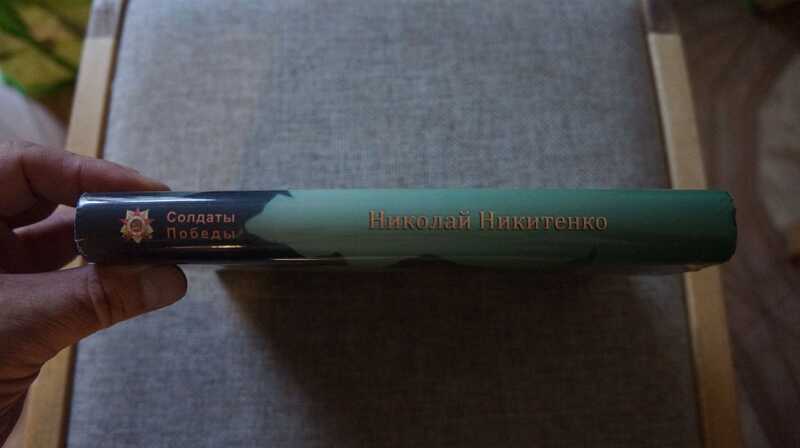 Солдаты
Победы
Николай Никитенко